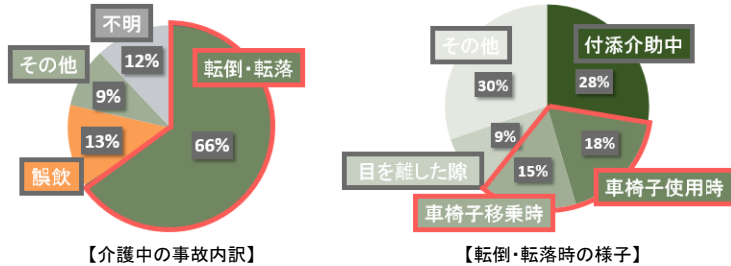 不明
12%
その他
9%
転倒・転落
66%
13%
誤飲
【介護中の事故内訳】
その他
30%
付添介助中
28%
18%
9%
15%
目を離した隙
車椅子使用時
車椅子移乗時
【転倒・転落時の様子】